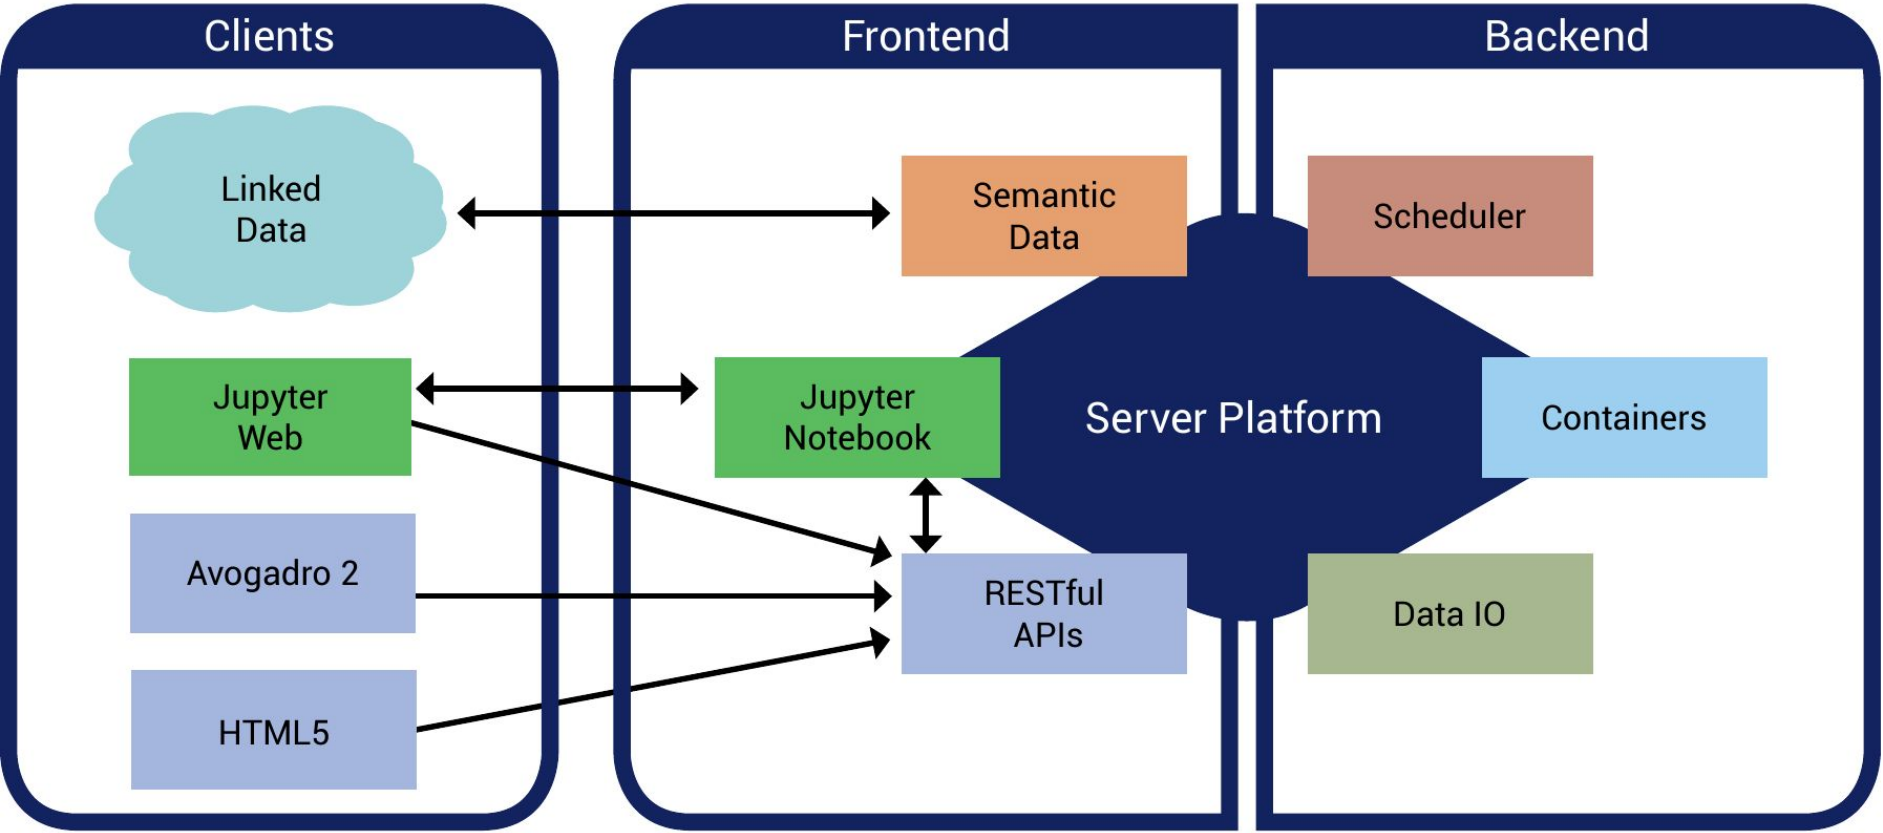 Clients
Linked
Data
Jupyter
Web
Avogadro 2
HTML5
Frontend
Semantic
Data
Jupyter
Notebook
RESTful
APIs
Server Platform
Backend
Scheduler
Containers
Data IO